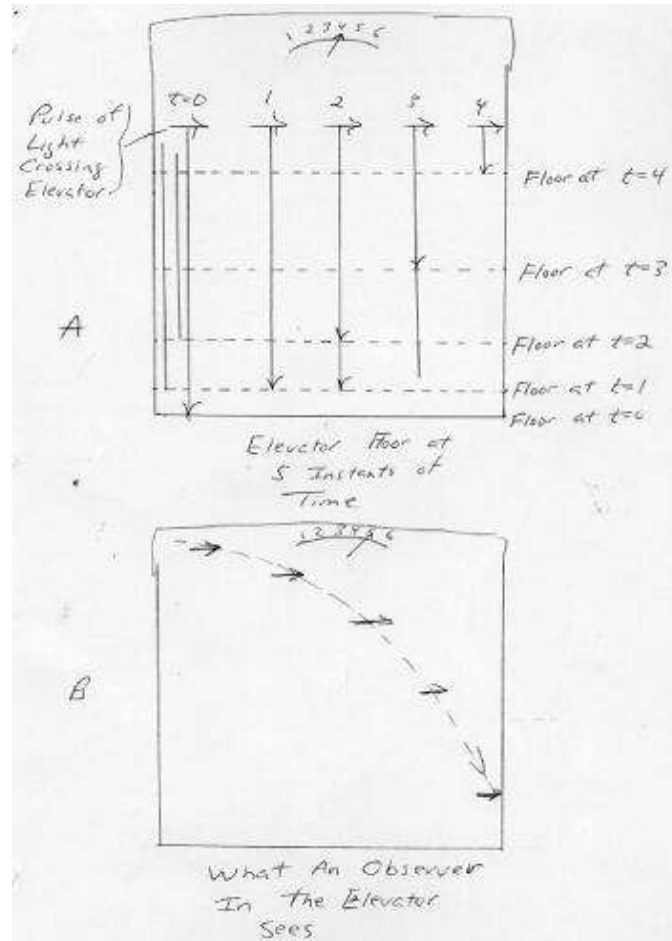 1 2 3 4 5 6
t=0 1 2 3 4
Pulse of
Light
Crossing
Elevator
Floor at t=4
Floor at t=3
A
Floor at t=2
Floor at t=1
Floor at t=0
Elevator Floor at
5 Instants of
Time
1 2 3 4 5 6
B
What An Observer
In the Elevator
Sees